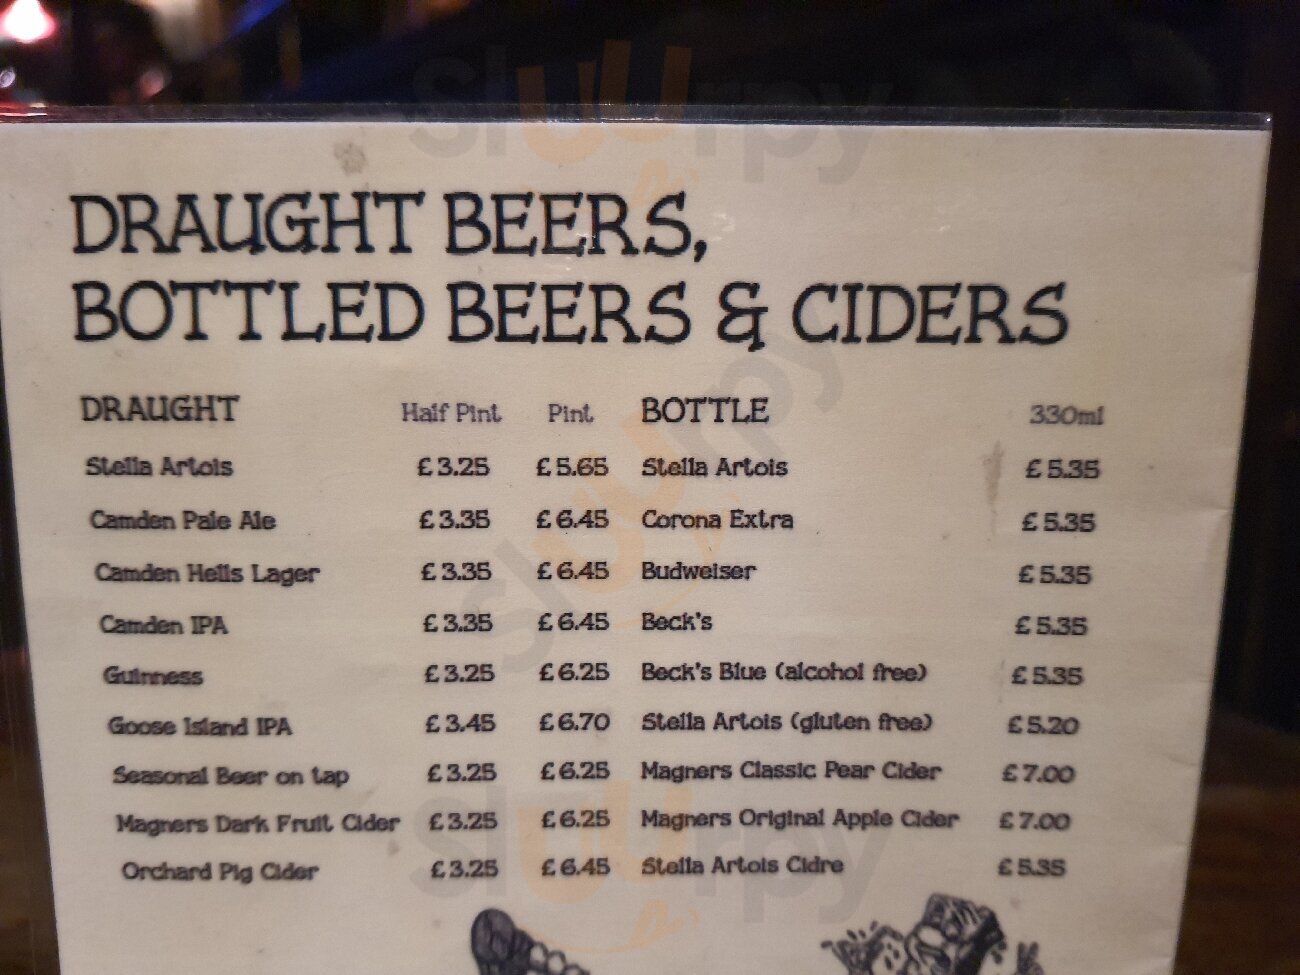 DRAUGHT BEERS,
BOTTLED BEERS & CIDERS
DRAUGHT Half Pint Pint BOTTLE 330ml
Stella Artois £3.25 £5.65 Stella Artois £5.35
Camden Pale Ale £3.35 £6.45 Corona Extra £5.35
Camden Hells Lager £3.35 £6.45 Budweiser £5.35
Camden IPA £3.35 £6.45 Beck's £5.35
Guinness £3.25 £6.25 Beck's Blue (alcohol free) £5.35
Goose Island IPA £3.45 £6.70 Stella Artois (gluten free) £5.20
Seasonal Beer on tap £3.25 £6.25 Magners Classic Pear Cider £7.00
Magners Dark Fruit Cider £3.25 £6.25 Magners Original Apple Cider £7.00
Orchard Pig Cider £3.25 £6.45 Stella Artois Cidre £5.35
sluurpy
sluurpy
sluurpy